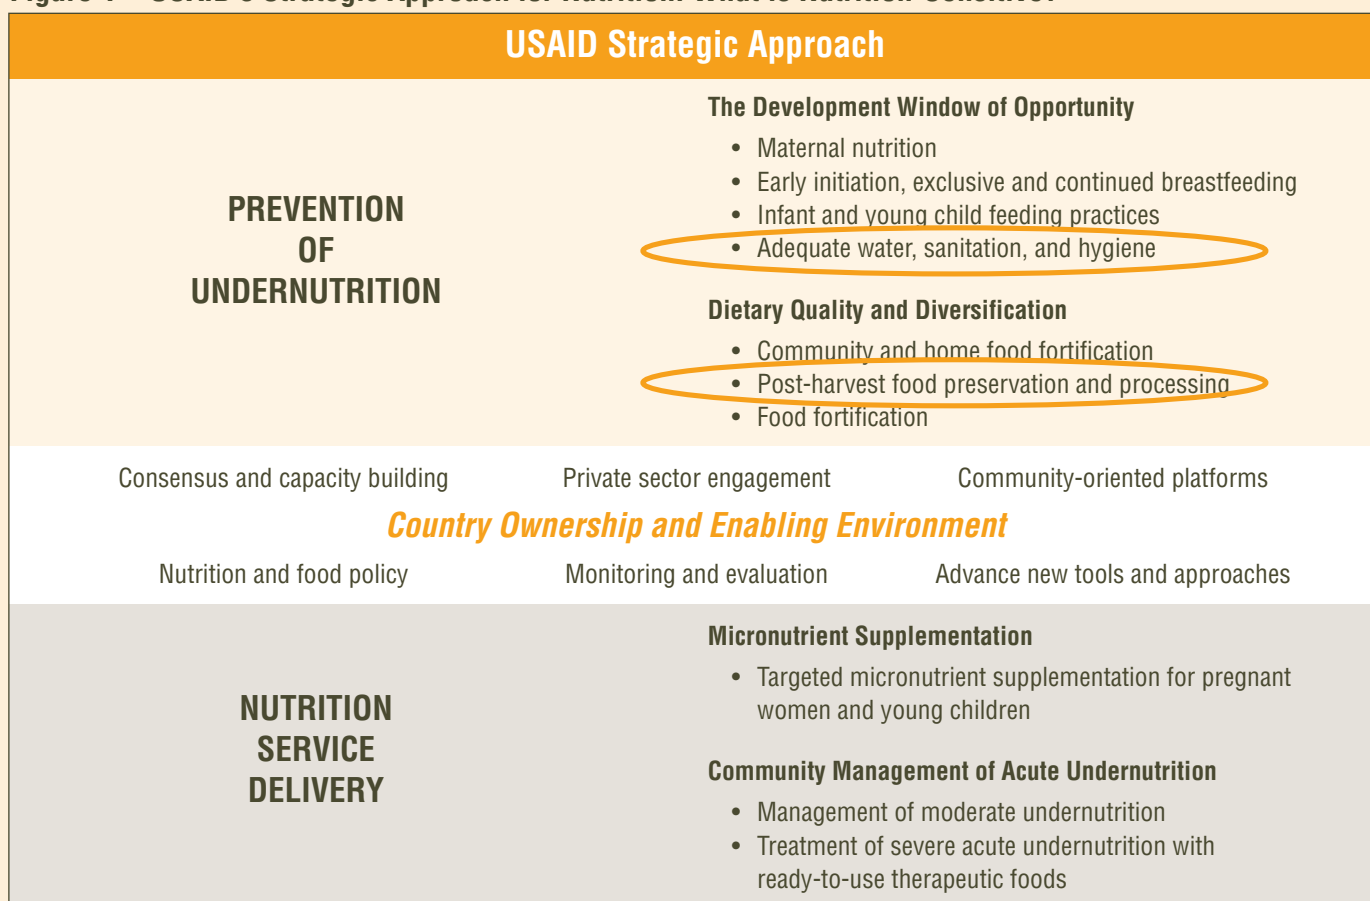 USAID Strategic Approach
PREVENTION
OF
UNDERNUTRITION
The Development Window of Opportunity
• Maternal nutrition
• Early initiation, exclusive and continued breastfeeding
• Infant and young child feeding practices
• Adequate water, sanitation, and hygiene
Dietary Quality and Diversification
• Community and home food fortification
• Post-harvest food preservation and processing
• Food fortification
Consensus and capacity building Private sector engagement Community-oriented platforms
Country Ownership and Enabling Environment
Nutrition and food policy Monitoring and evaluation Advance new tools and approaches
NUTRITION
SERVICE
DELIVERY
Micronutrient Supplementation
• Targeted micronutrient supplementation for pregnant
women and young children
Community Management of Acute Undernutrition
• Management of moderate undernutrition
• Treatment of severe acute undernutrition with
ready-to-use therapeutic foods